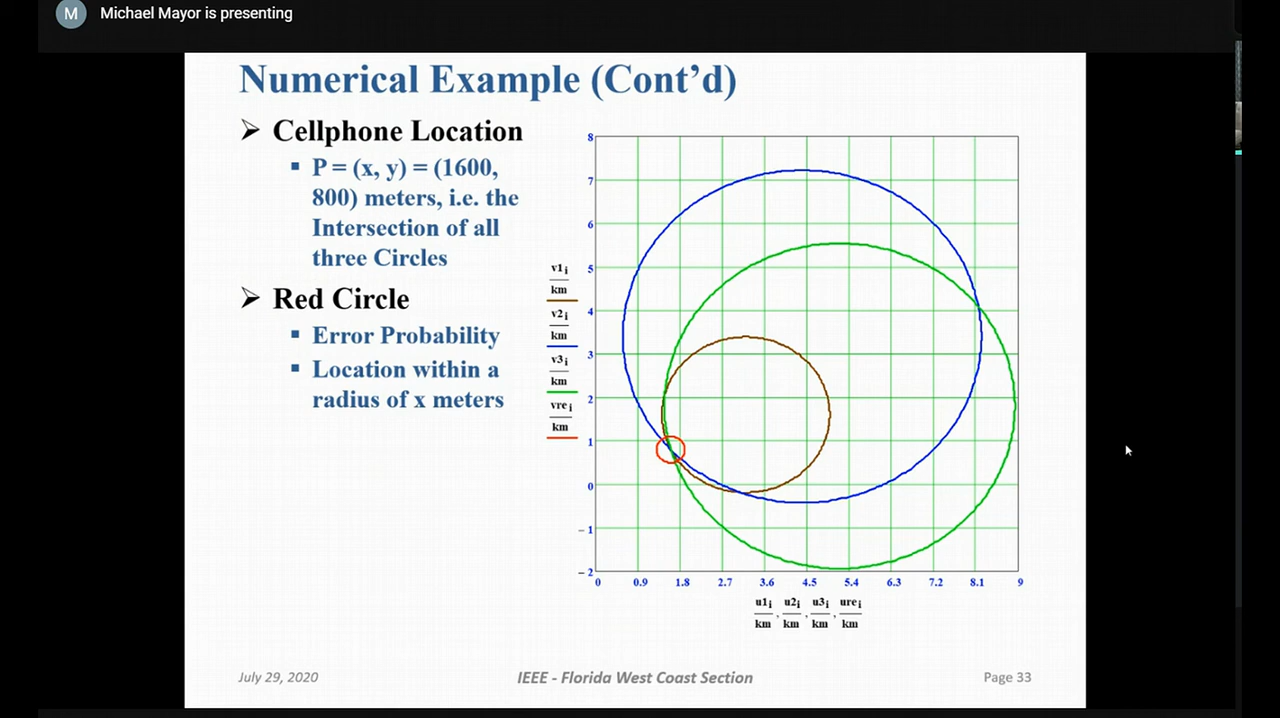 M
Michael Mayor is presenting
Numerical Example (Cont’d)
➢ Cellphone Location
▪ P = (x, y) = (1600,
800) meters, i.e. the
Intersection of all
three Circles
➢ Red Circle
▪ Error Probability
▪ Location within a
radius of x meters
v1i
km
v2i
km
v3i
km
vrei
km
8
7
6
5
4
3
2
1
0
−1
−2
0 0.9 1.8 2.7 3.6 4.5 5.4 6.3 7.2 8.1 9
u1i , u2i , u3i , urei
km km km km
July 29, 2020 IEEE - Florida West Coast Section Page 33